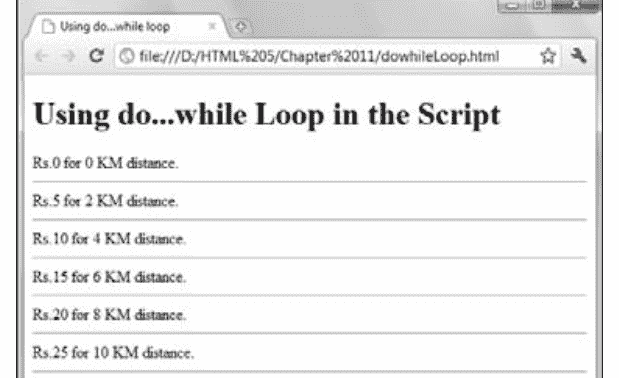 Using do...while loop
file:///D:/HTML%205/Chapter%2011/dowhileLoop.html
Using do...while Loop in the Script
Rs.0 for 0 KM distance.
Rs.5 for 2 KM distance.
Rs.10 for 4 KM distance.
Rs.15 for 6 KM distance.
Rs.20 for 8 KM distance.
Rs.25 for 10 KM distance.